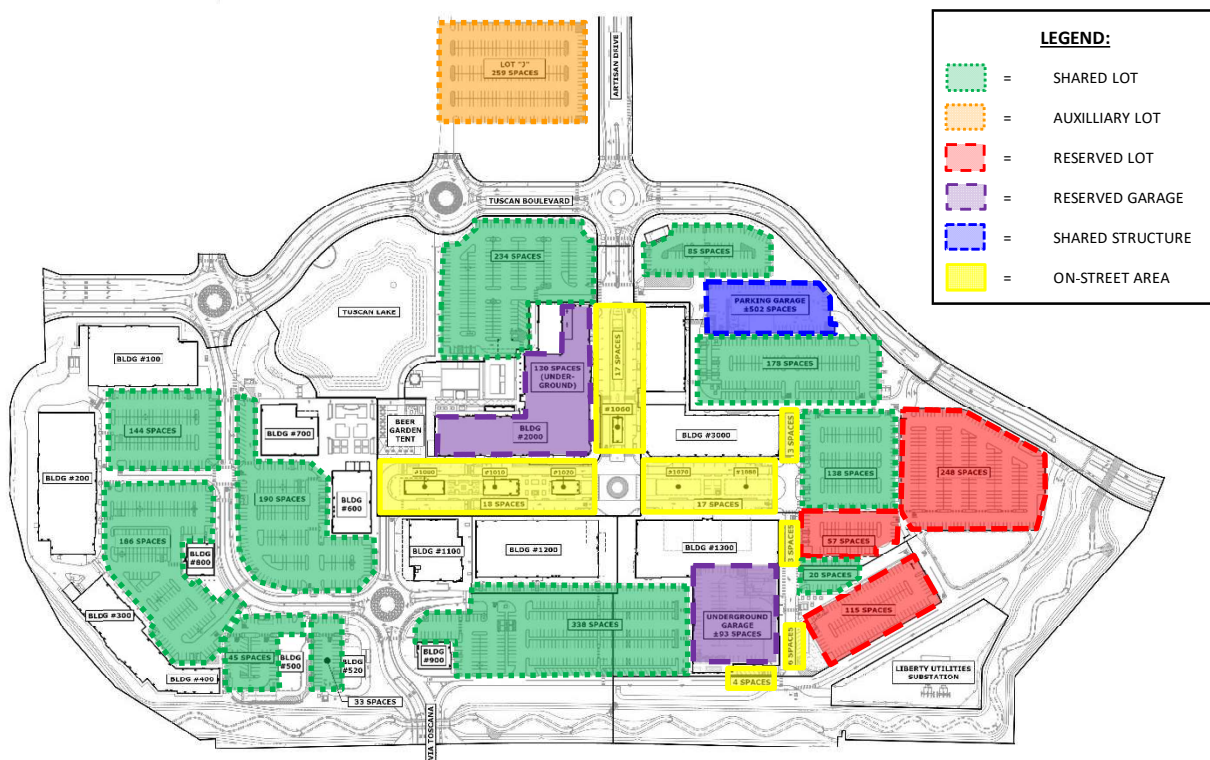 LEGEND:
= SHARED LOT
= AUXILLIARY LOT
= RESERVED LOT
= RESERVED GARAGE
= SHARED STRUCTURE
= ON-STREET AREA
LOT "J"
259 SPACES
ARTISAN DRIVE
TUSCAN BOULEVARD
234 SPACES
85 SPACES
PARKING GARAGE
±502 SPACES
TUSCAN LAKE
17 SPACES
BLDG #100
130 SPACES
(UNDER-
GROUND)
178 SPACES
#1060
144 SPACES
BLDG #700
BEER
GARDEN
TENT
BLDG
#2000
BLDG #3000
3 SPACES
138 SPACES
248 SPACES
BLDG #200
190 SPACES
BLDG
#600
#1010
#1020
18 SPACES
#1070
#1080
17 SPACES
186 SPACES
BLDG
#800
BLDG #1100
BLDG #1200
BLDG #1300
3 SPACES
57 SPACES
20 SPACES
BLDG #300
338 SPACES
UNDERGROUND
GARAGE
±93 SPACES
115 SPACES
45 SPACES
BLDG
#500
BLDG
#520
BLDG
#900
6 SPACES
BLDG #400
4 SPACES
LIBERTY UTILITIES
SUBSTATION
33 SPACES
VIA TOSCANA